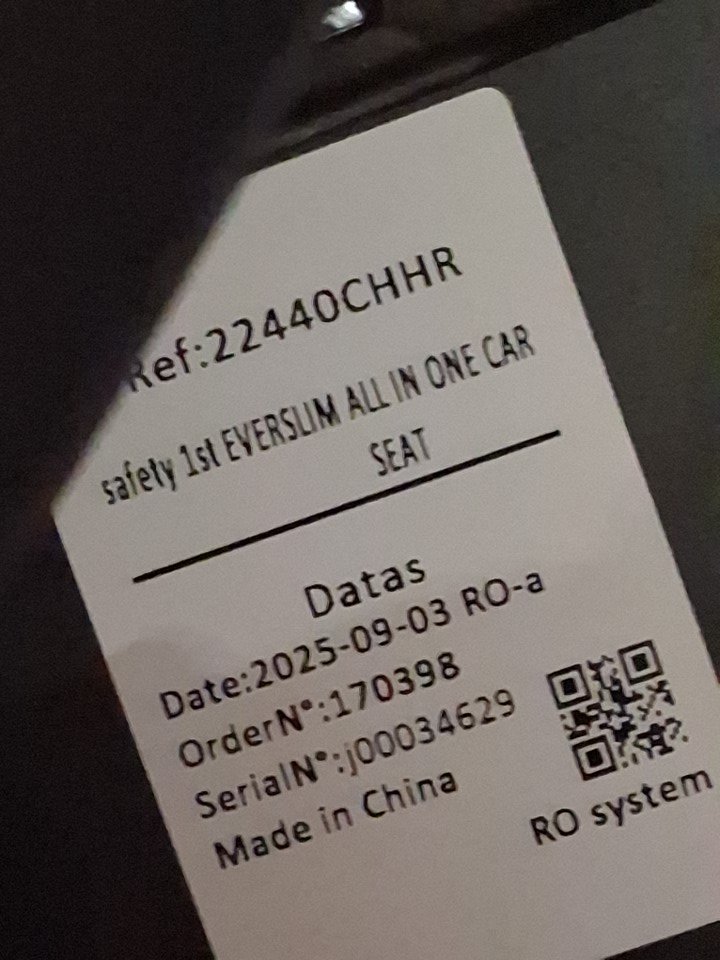 Ref:22440CHHR
safety 1st EVERSLIM ALL IN ONE CAR
SEAT
Datas
Date:2025-09-03 RO-a
OrderN°:170398
SerialN°:j00034629
Made in China
RO system